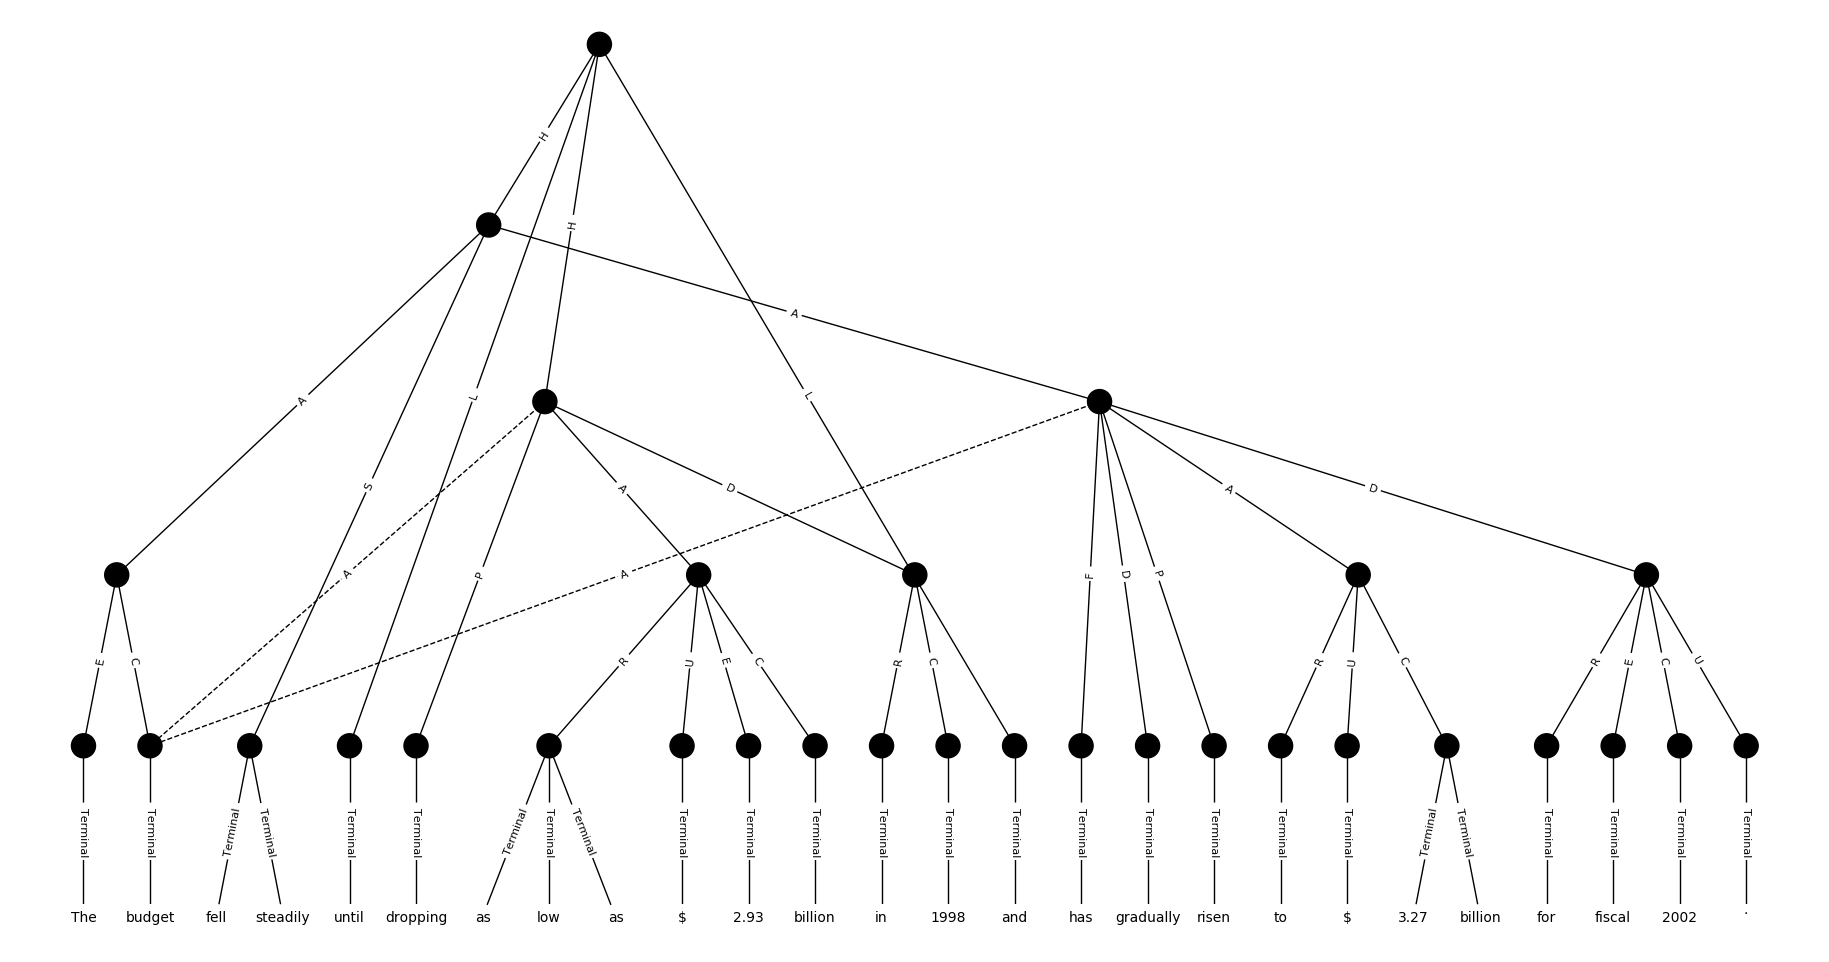 H
H
A
A
L
L
S
A
D
A
D
A
A
P
F
D
P
E
C
R
U
E
C
R
C
R
U
C
R
E
C
U
Terminal Terminal Terminal Terminal Terminal Terminal Terminal Terminal Terminal Terminal Terminal Terminal Terminal Terminal Terminal Terminal Terminal Terminal Terminal Terminal Terminal Terminal Terminal Terminal Terminal Terminal
The budget fell steadily until dropping as low as $ 2.93 billion in 1998 and has gradually risen to $ 3.27 billion for fiscal 2002 .